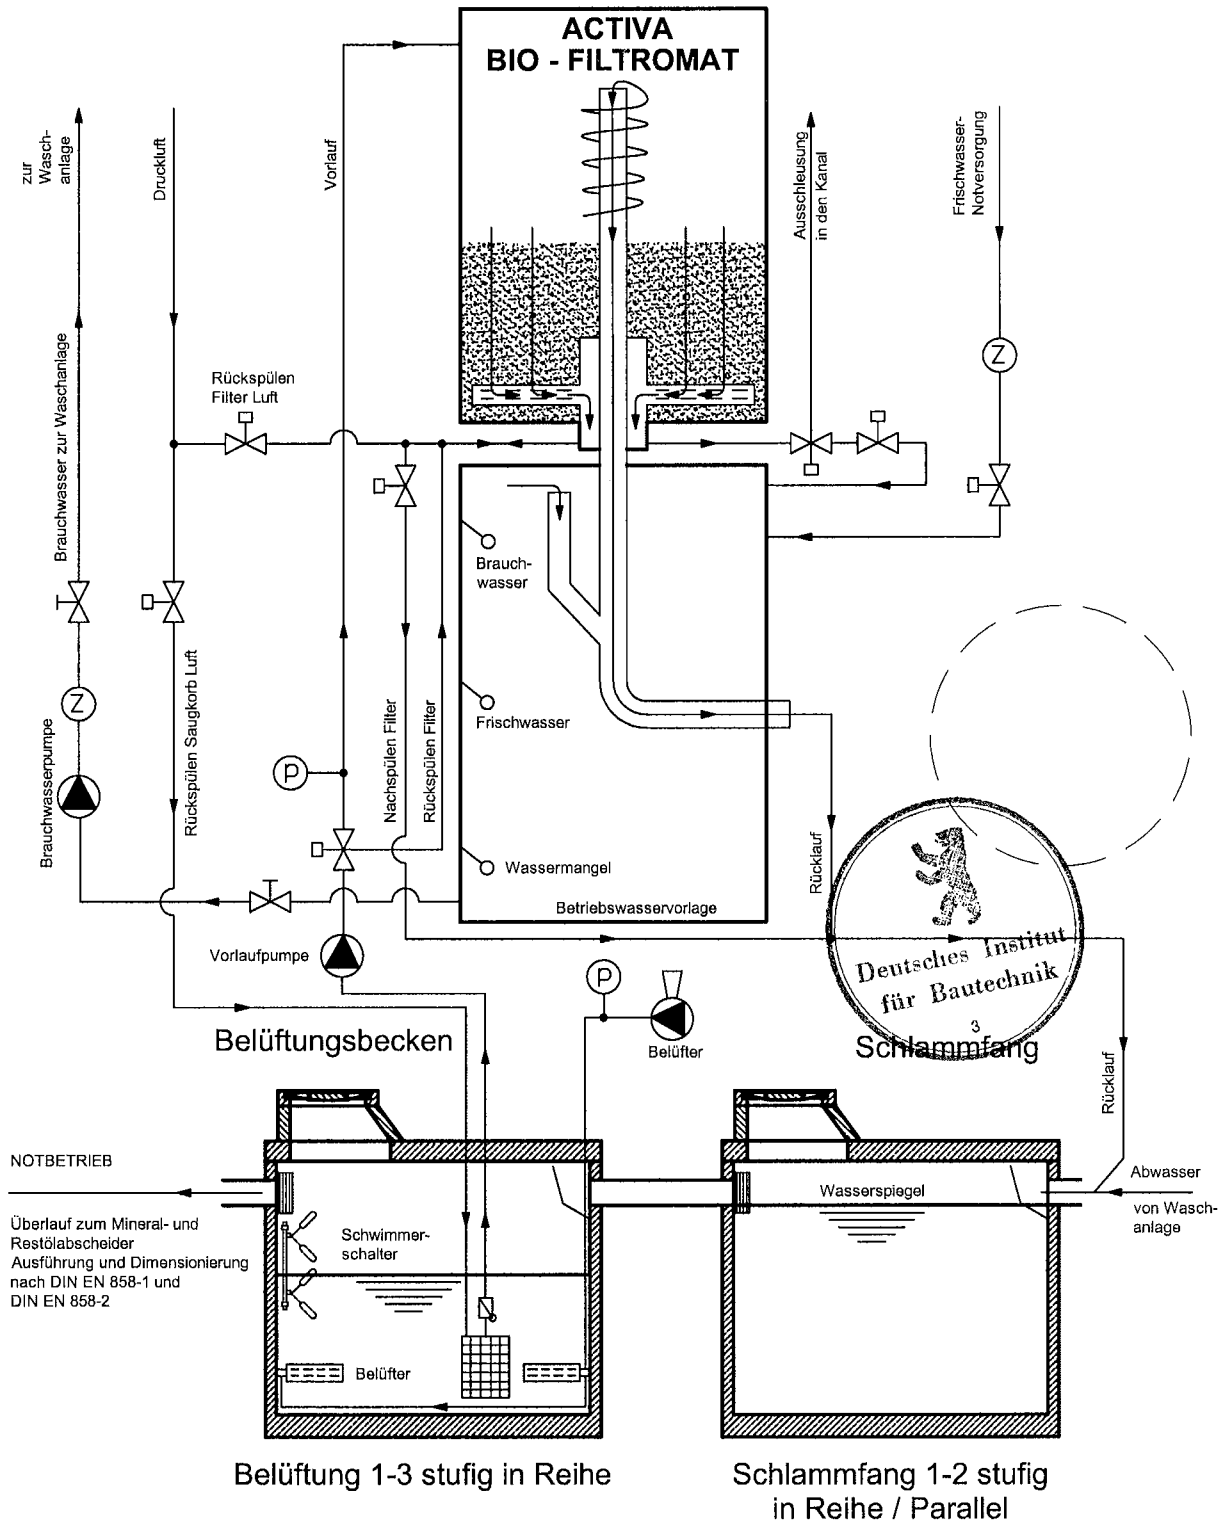 ACTIVA
BIO - FILTROMAT
zur
Wasch-
anlage
Druckluft
Vorlauf
Ausschleusung
in den Kanal
Frischwasser-
Notversorgung
Z
Rückspülen
Filter Luft
Brauchwasser zur Waschanlage
Brauch-
wasser
Z
Brauchwasserpumpe
Rückspülen Saugkorb Luft
P
Nachspülen Filter
Rückspülen Filter
Frischwasser
Wassermangel
Betriebswasservorlage
Rücklauf
Vorlaufpumpe
P
Belüfter
Deutsches Institut
für Bautechnik
3
Belüftungsbecken
Schlammfang
Rücklauf
NOTBETRIEB
Überlauf zum Mineral- und
Restölabscheider
Ausführung und Dimensionierung
nach DIN EN 858-1 und
DIN EN 858-2
Schwimmer-
schalter
Belüfter
Wasserspiegel
Abwasser
von Wasch-
anlage
Belüftung 1-3 stufig in Reihe
Schlammfang 1-2 stufig
in Reihe / Parallel